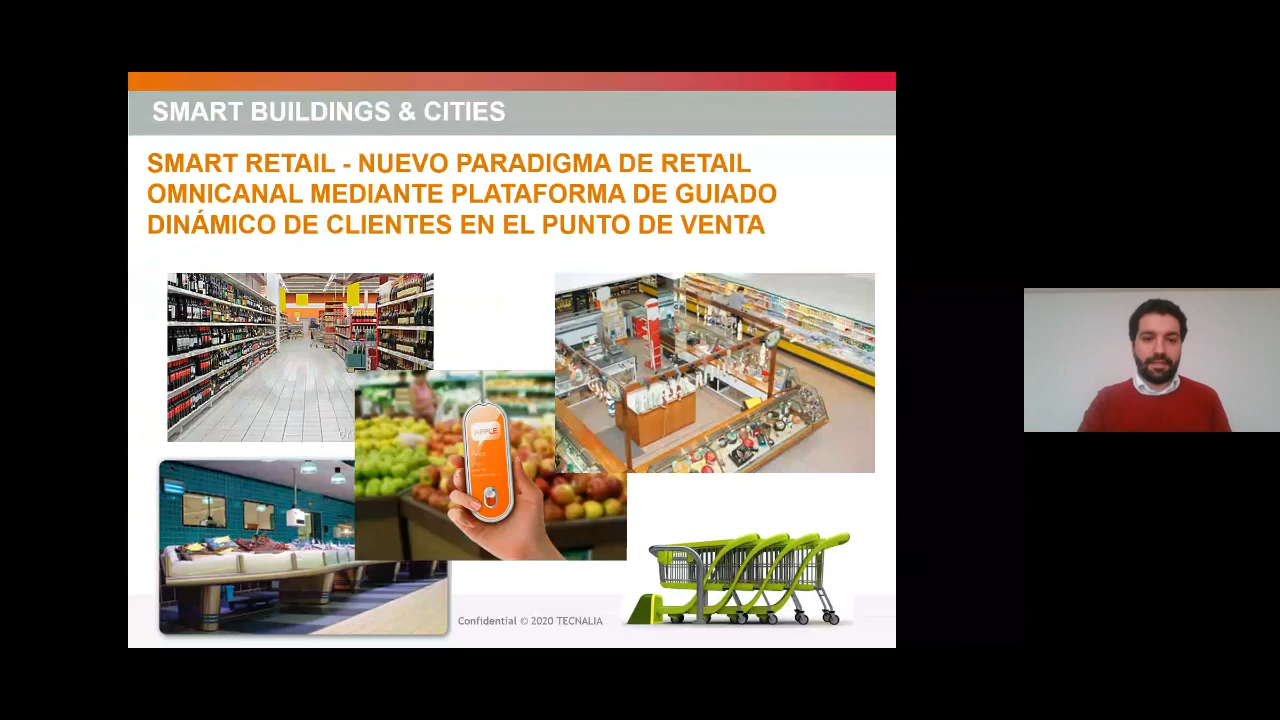 SMART BUILDINGS & CITIES
SMART RETAIL - NUEVO PARADIGMA DE RETAIL
OMNICANAL MEDIANTE PLATAFORMA DE GUIADO
DINÁMICO DE CLIENTES EN EL PUNTO DE VENTA
APPLE
Confidential © 2020 TECNALIA